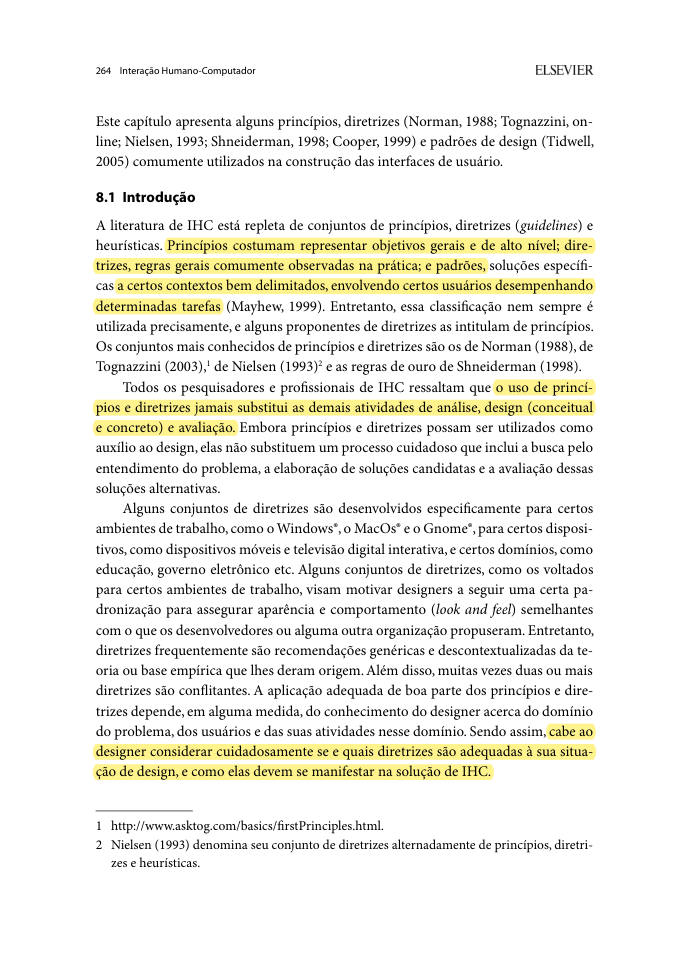 264 Interação Humano-Computador
ELSEVIER
Este capítulo apresenta alguns princípios, diretrizes (Norman, 1988; Tognazzini, on-
line; Nielsen, 1993; Shneiderman, 1998; Cooper, 1999) e padrões de design (Tidwell,
2005) comumente utilizados na construção das interfaces de usuário.
8.1 Introdução
A literatura de IHC está repleta de conjuntos de princípios, diretrizes (guidelines) e
heurísticas. Princípios costumam representar objetivos gerais e de alto nível; dire-
trizes, regras gerais comumente observadas na prática; e padrões, soluções específi-
cas a certos contextos bem delimitados, envolvendo certos usuários desempenhando
determinadas tarefas (Mayhew, 1999). Entretanto, essa classificação nem sempre é
utilizada precisamente, e alguns proponentes de diretrizes as intitulam de princípios.
Os conjuntos mais conhecidos de princípios e diretrizes são os de Norman (1988), de
Tognazzini (2003),¹ de Nielsen (1993)² e as regras de ouro de Shneiderman (1998).
Todos os pesquisadores e profissionais de IHC ressaltam que o uso de princí-
pios e diretrizes jamais substitui as demais atividades de análise, design (conceitual
e concreto) e avaliação. Embora princípios e diretrizes possam ser utilizados como
auxílio ao design, elas não substituem um processo cuidadoso que inclui a busca pelo
entendimento do problema, a elaboração de soluções candidatas e a avaliação dessas
soluções alternativas.
Alguns conjuntos de diretrizes são desenvolvidos especificamente para certos
ambientes de trabalho, como o Windows®, o MacOs® e o Gnome®, para certos disposi-
tivos, como dispositivos móveis e televisão digital interativa, e certos domínios, como
educação, governo eletrônico etc. Alguns conjuntos de diretrizes, como os voltados
para certos ambientes de trabalho, visam motivar designers a seguir uma certa pa-
dronização para assegurar aparência e comportamento (look and feel) semelhantes
com o que os desenvolvedores ou alguma outra organização propuseram. Entretanto,
diretrizes frequentemente são recomendações genéricas e descontextualizadas da te-
oria ou base empírica que lhes deram origem. Além disso, muitas vezes duas ou mais
diretrizes são conflitantes. A aplicação adequada de boa parte dos princípios e dire-
trizes depende, em alguma medida, do conhecimento do designer acerca do domínio
do problema, dos usuários e das suas atividades nesse domínio. Sendo assim, cabe ao
designer considerar cuidadosamente se e quais diretrizes são adequadas à sua situa-
ção de design, e como elas devem se manifestar na solução de IHC.
1 http://www.asktog.com/basics/firstPrinciples.html.
2 Nielsen (1993) denomina seu conjunto de diretrizes alternadamente de princípios, diretri-
zes e heurísticas.